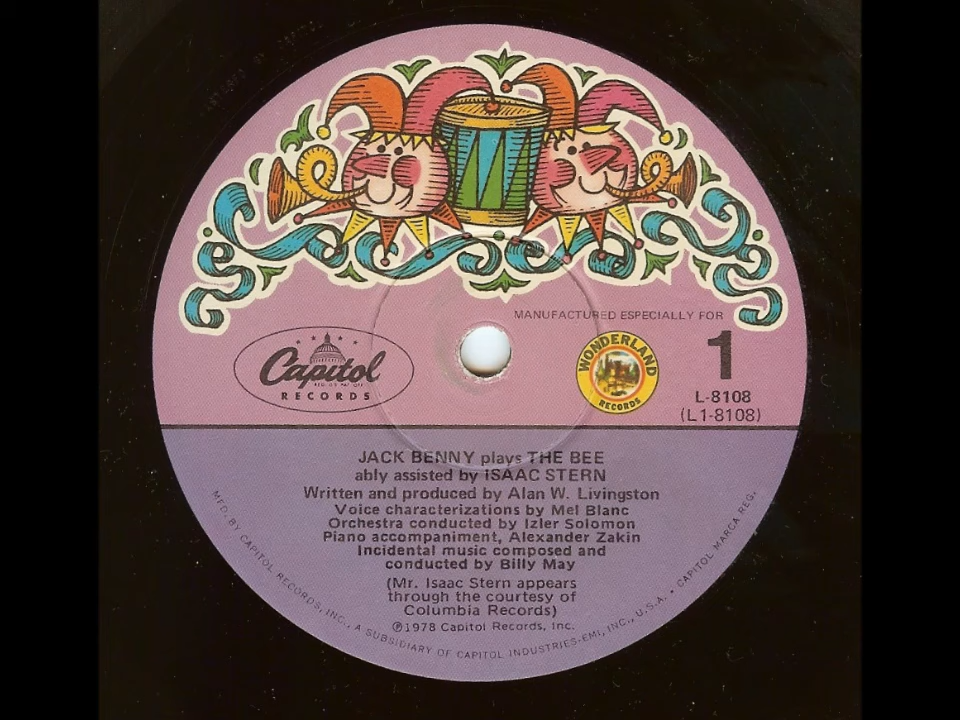 MANUFACTURED ESPECIALLY FOR
Capitol
RECORDS
WONDERLAND
RECORDS
1
L-8108
(L1-8108)
JACK BENNY plays THE BEE
ably assisted by ISAAC STERN
Written and produced by Alan W. Livingston
Voice characterizations by Mel Blanc
Orchestra conducted by Izler Solomon
Piano accompaniment, Alexander Zakin
Incidental music composed and
conducted by Billy May
(Mr. Isaac Stern appears
through the courtesy of
Columbia Records)
℗1978 Capitol Records, Inc.
MFD. BY CAPITOL RECORDS, INC., A SUBSIDIARY OF CAPITOL INDUSTRIES-EMI, INC., U.S.A. • CAPITOL MARCA REG.